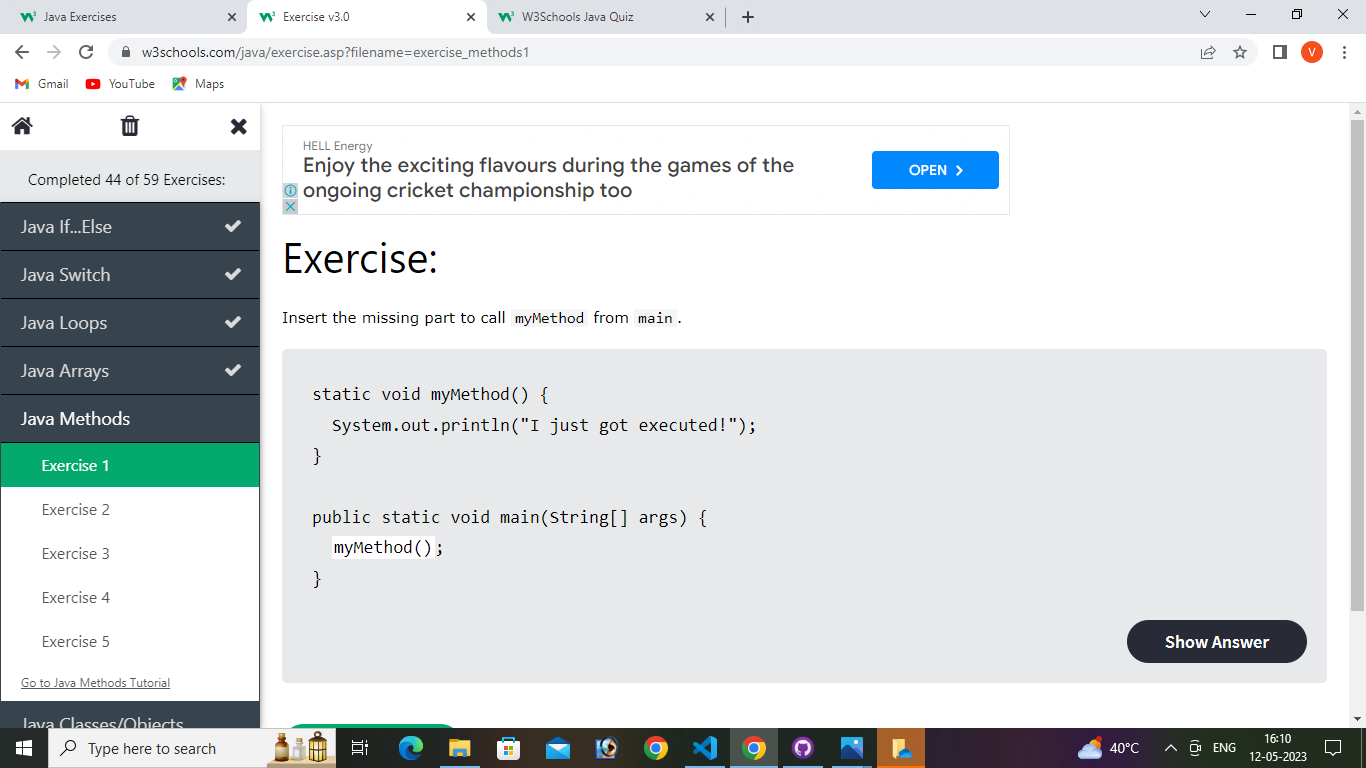 Java Exercises
Exercise v3.0
W3Schools Java Quiz
w3schools.com/java/exercise.asp?filename=exercise_methods1
V
Gmail
YouTube
Maps
Completed 44 of 59 Exercises:
Java If...Else
Java Switch
Java Loops
Java Arrays
Java Methods
Exercise 1
Exercise 2
Exercise 3
Exercise 4
Exercise 5
Go to Java Methods Tutorial
Java Classes/Objects
HELL Energy
Enjoy the exciting flavours during the games of the
ongoing cricket championship too
OPEN
Exercise:
Insert the missing part to call myMethod from main.
static void myMethod() {
System.out.println("I just got executed!");
}
public static void main(String[] args) {
myMethod();
}
Show Answer
Type here to search
40°C
ENG
16:10
12-05-2023